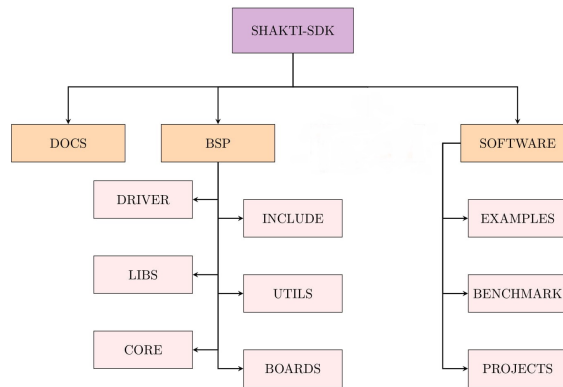 SHAKTI-SDK
DOCS
BSP
SOFTWARE
DRIVER
INCLUDE
EXAMPLES
LIBS
UTILS
BENCHMARK
CORE
BOARDS
PROJECTS